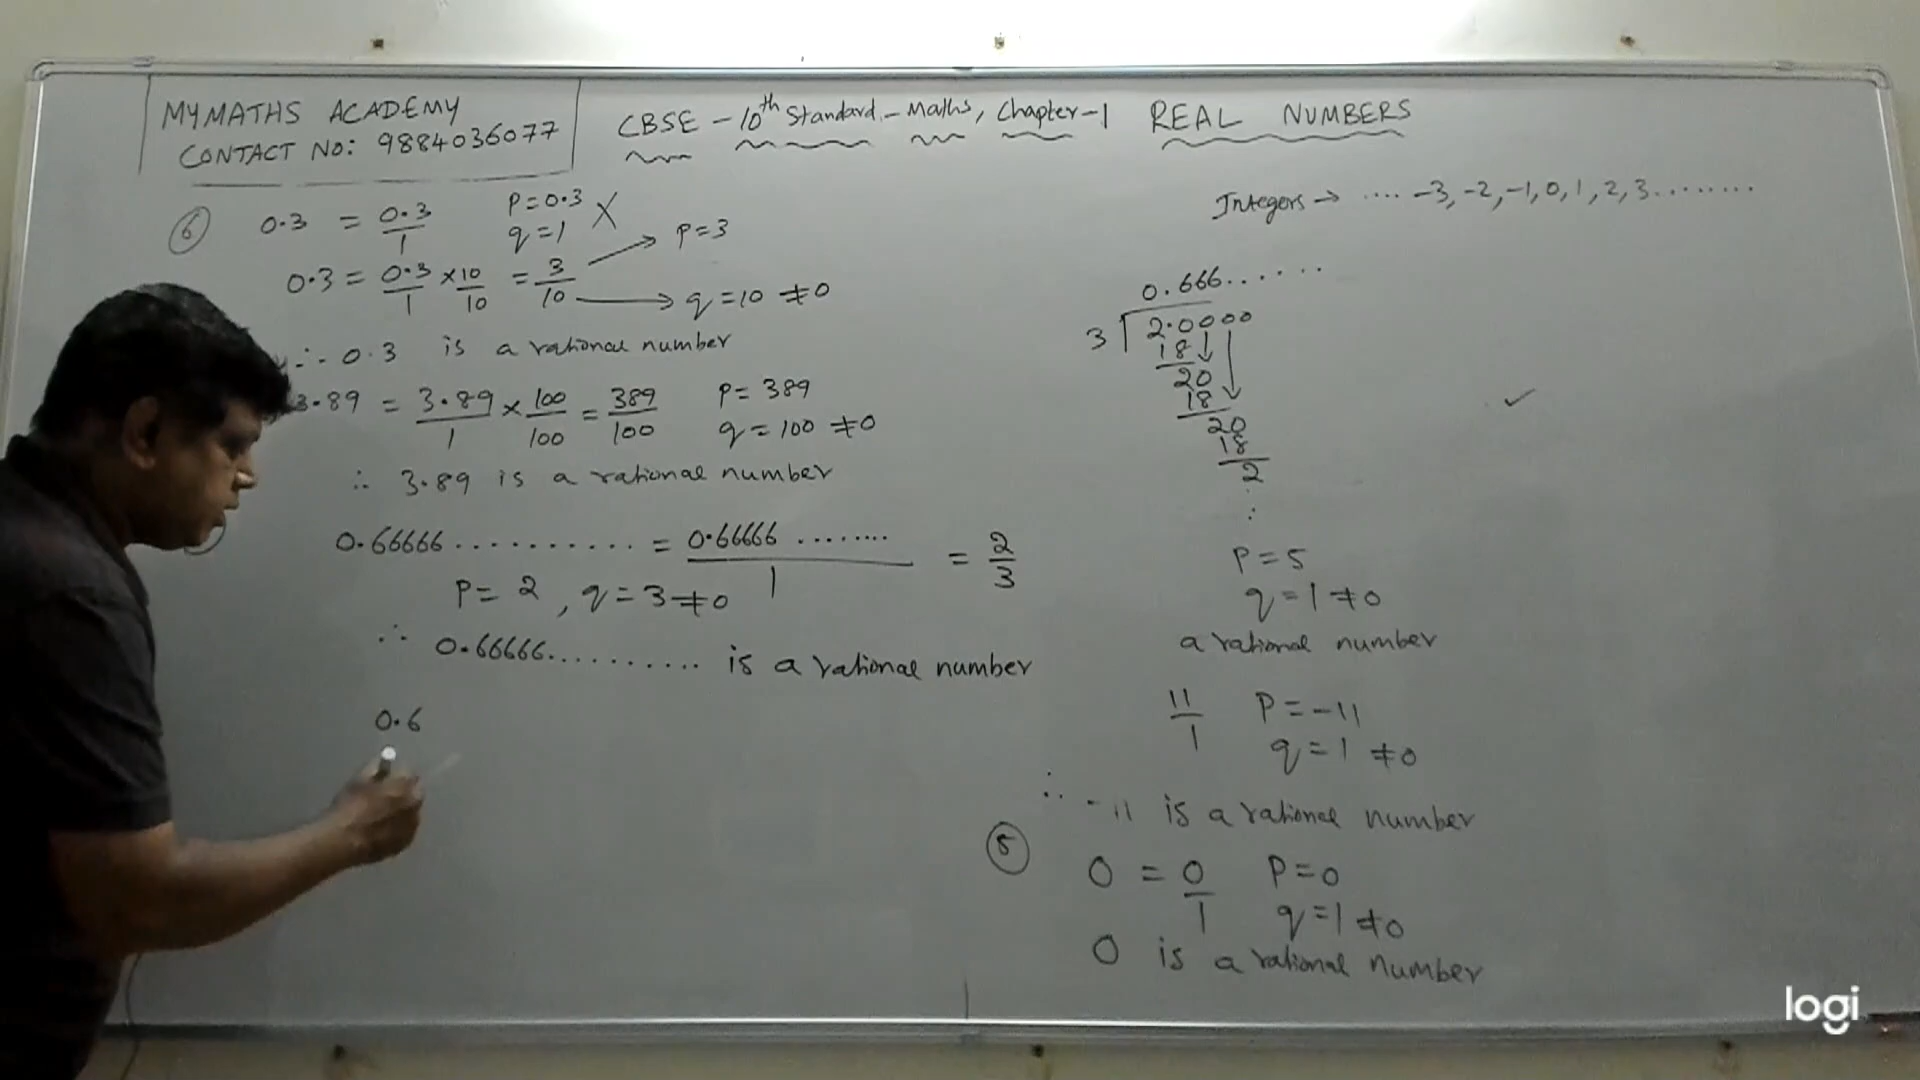 MYMATHS ACADEMY
CONTACT NO: 9884036077
CBSE - 10th Standard - Maths, Chapter-1 REAL NUMBERS
6
0.3 = 0.3/1 P=0.3 X
q=1
0.3 = 0.3/1 × 10/10 = 3/10 → P=3
→ q=10 ≠0
∴ 0.3 is a rational number
3.89 = 3.89/1 × 100/100 = 389/100 P= 389
q=100 ≠0
∴ 3.89 is a rational number
0.66666.......... = 0.66666 ......../1 = 2/3
P= 2, q=3≠0
∴ 0.66666.......... is a rational number
0.6
Integers → .... -3, -2, -1, 0, 1, 2, 3........
0.666......
3 2.0000
18
20
18
20
18
2
:
P=5
q=1 ≠0
a rational number
11/1 P=-11
q=1 ≠0
∴ -11 is a rational number
5
0 = 0/1 P=0
q=1 ≠0
0 is a rational number
logi